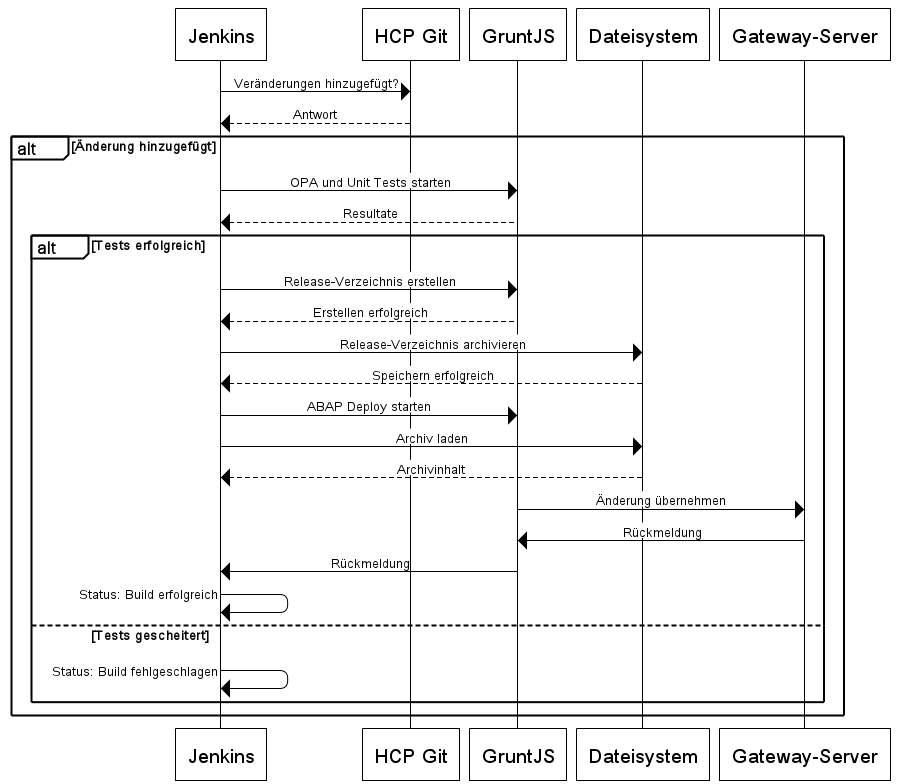 Jenkins
HCP Git
GruntJS
Dateisystem
Gateway-Server
Veränderungen hinzugefügt?
Antwort
alt
[Änderung hinzugefügt]
OPA und Unit Tests starten
Resultate
alt
[Tests erfolgreich]
Release-Verzeichnis erstellen
Erstellen erfolgreich
Release-Verzeichnis archivieren
Speichern erfolgreich
ABAP Deploy starten
Archiv laden
Archivinhalt
Änderung übernehmen
Rückmeldung
Rückmeldung
Status: Build erfolgreich
[Tests gescheitert]
Status: Build fehlgeschlagen
Jenkins
HCP Git
GruntJS
Dateisystem
Gateway-Server